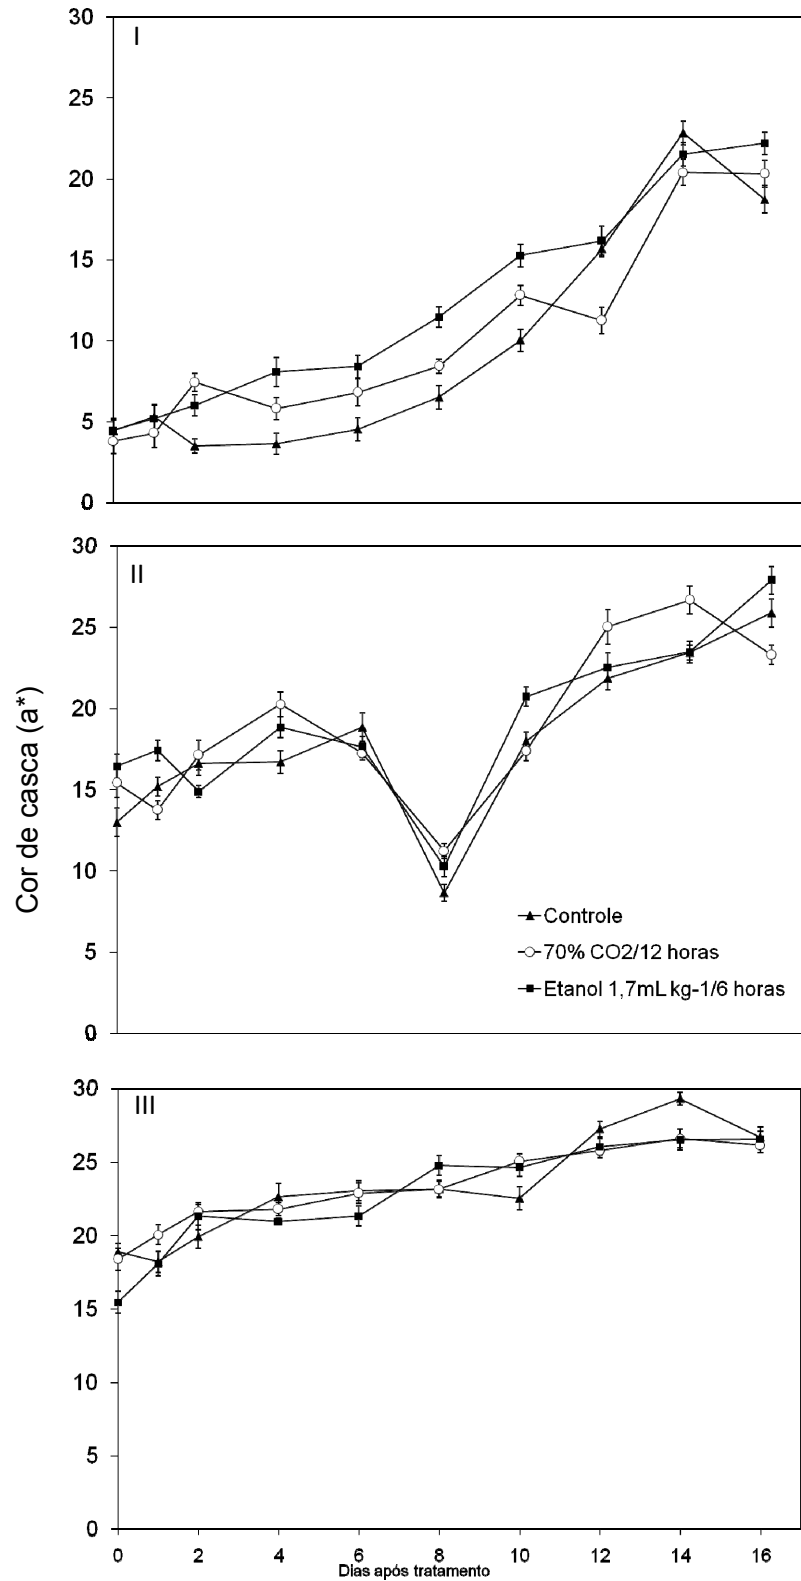 30
I
25
20
15
10
5
0
30
II
25
20
15
10
5
0
Cor de casca (a*)
Controle
70% CO2/12 horas
Etanol 1,7mL kg-1/6 horas
30
III
25
20
15
10
5
0
0 2 4 6 8 10 12 14 16
Dias após tratamento